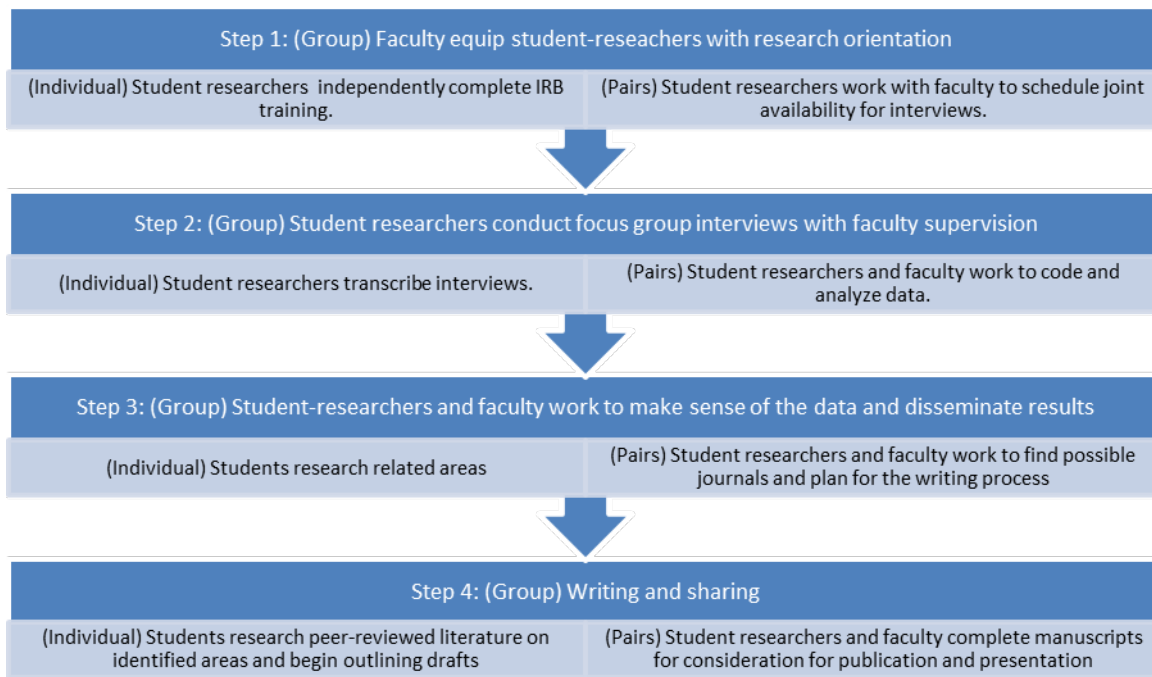 Step 1: (Group) Faculty equip student-reseachers with research orientation
(Individual) Student researchers  independently complete IRB
training.
(Pairs) Student researchers work with faculty to schedule joint
availability for interviews.
Step 2: (Group) Student researchers conduct focus group interviews with faculty supervision
(Individual) Student researchers transcribe interviews.
(Pairs) Student researchers and faculty work to code and
analyze data.
Step 3: (Group) Student-researchers and faculty work to make sense of the data and disseminate results
(Individual) Students research related areas
(Pairs) Student researchers and faculty work to find possible
journals and plan for the writing process
Step 4: (Group) Writing and sharing
(Individual) Students research peer-reviewed literature on
identified areas and begin outlining drafts
(Pairs) Student researchers and faculty complete manuscripts
for consideration for publication and presentation